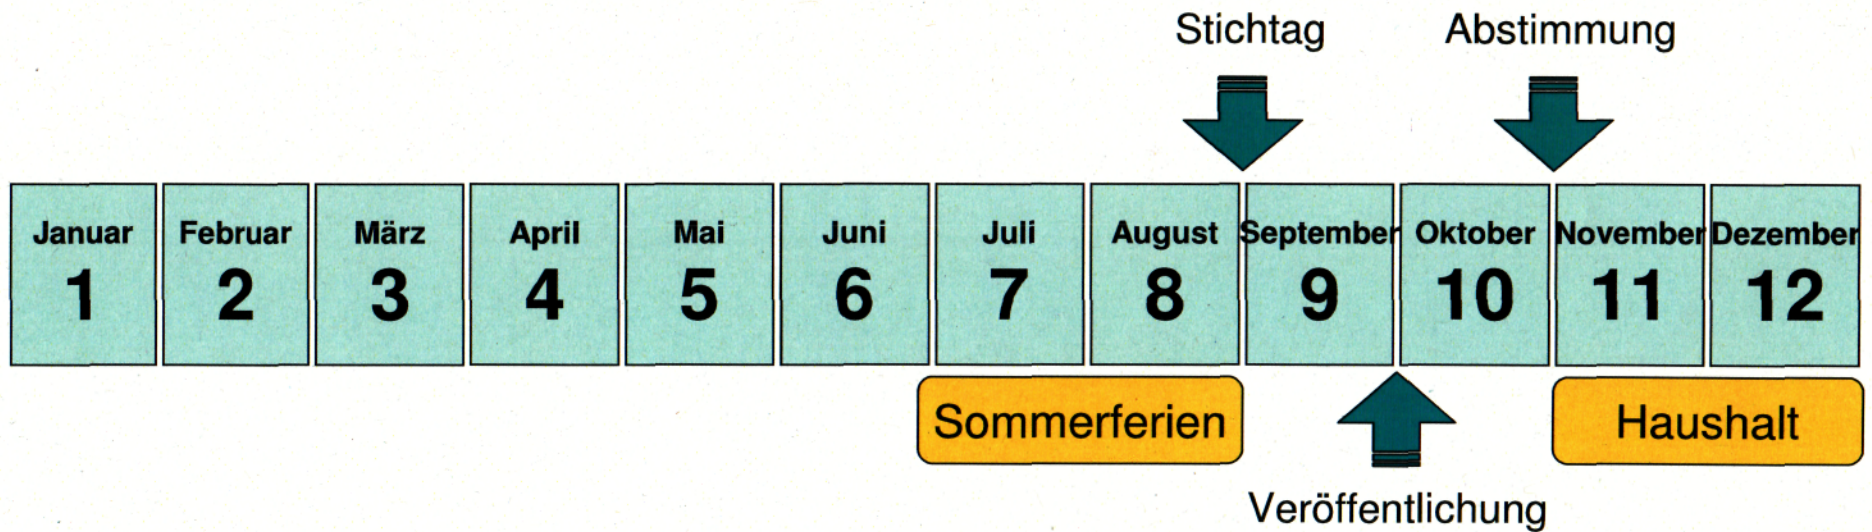 Stichtag Abstimmung
Januar Februar März April Mai Juni Juli August September Oktober November Dezember
1 2 3 4 5 6 7 8 9 10 11 12
Sommerferien Haushalt
Veröffentlichung